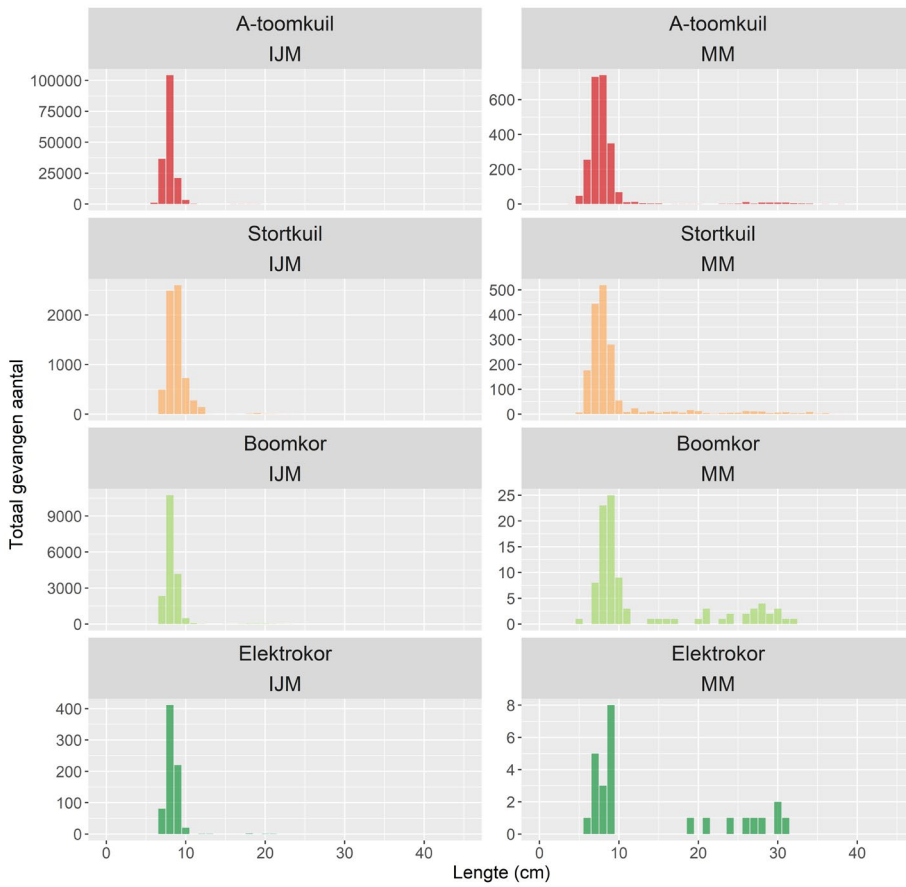 A-toomkuil
IJM
A-toomkuil
MM
100000
75000
50000
25000
0
600
400
200
0
Stortkuil
IJM
Stortkuil
MM
2000
1000
0
500
400
300
200
100
0
Boomkor
IJM
Boomkor
MM
9000
6000
3000
0
25
20
15
10
5
0
Elektrokor
IJM
Elektrokor
MM
400
300
200
100
0
8
6
4
2
0
0 10 20 30 40
0 10 20 30 40
Lengte (cm)
Totaal gevangen aantal